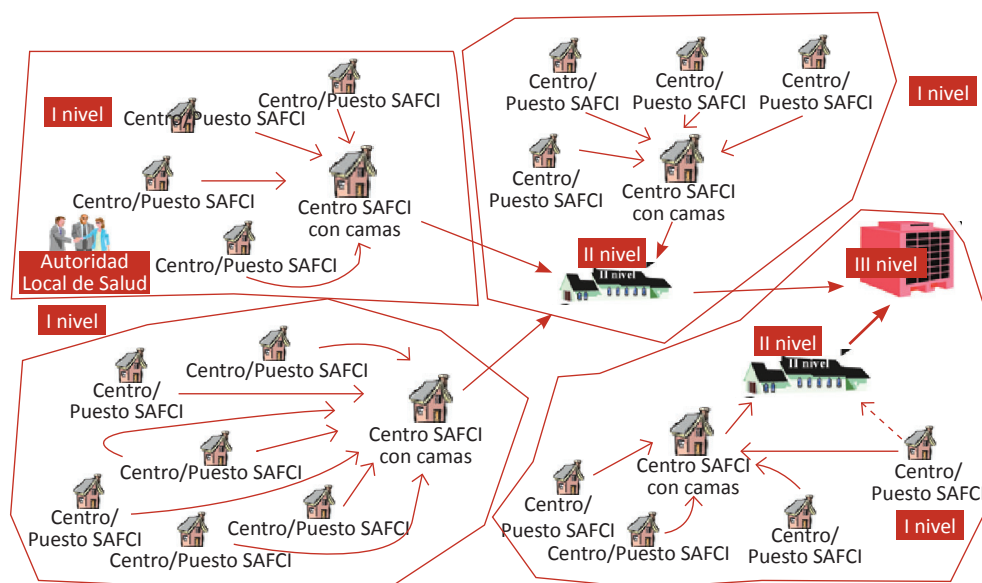 I nivel
Centro/Puesto SAFCI
Centro/Puesto SAFCI
Centro/Puesto SAFCI
Centro/Puesto SAFCI
Centro SAFCI
con camas
Autoridad
Local de Salud
Centro/
Puesto SAFCI
Centro/
Puesto SAFCI
Centro/
Puesto SAFCI
I nivel
Centro/
Puesto SAFCI
Centro SAFCI
con camas
II nivel
II nivel
III nivel
I nivel
Centro/Puesto SAFCI
Centro/
Puesto SAFCI
Centro SAFCI
con camas
Centro/Puesto SAFCI
Centro/
Puesto SAFCI
Centro/Puesto SAFCI
Centro/Puesto SAFCI
II nivel
II nivel
Centro SAFCI
con camas
Centro/
Puesto SAFCI
Centro/
Puesto SAFCI
Centro/Puesto SAFCI
Centro/
Puesto SAFCI
I nivel